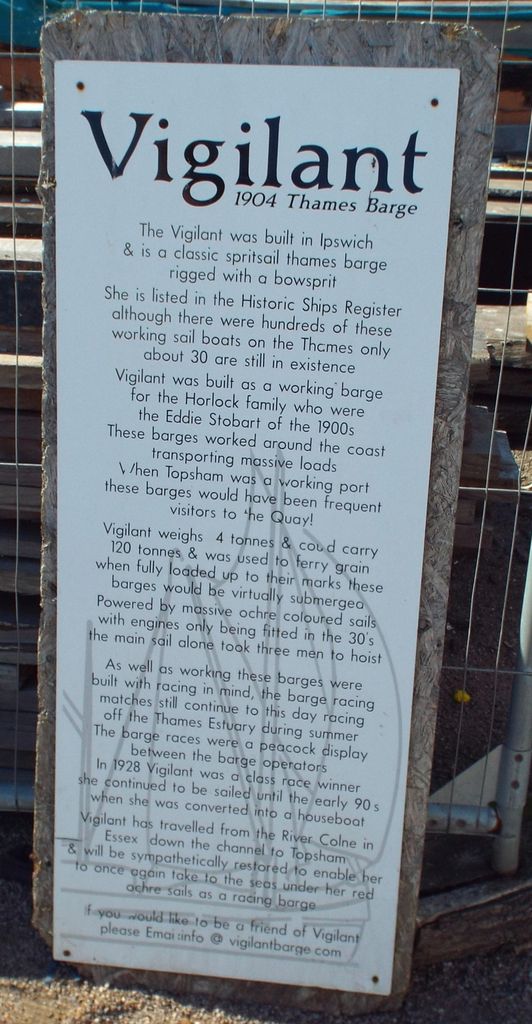 Vigilant
1904 Thames Barge
The Vigilant was built in Ipswich
& is a classic spritsail thames barge
rigged with a bowsprit
She is listed in the Historic Ships Register
although there were hundreds of these
working sail boats on the Thames only
about 30 are still in existence
Vigilant was built as a working barge
for the Horlock family who were
the Eddie Stobart of the 1900s
These barges worked around the coast
transporting massive loads
When Topsham was a working port
these barges would have been frequent
visitors to the Quay!
Vigilant weighs 4 tonnes & could carry
120 tonnes & was used to ferry grain
when fully loaded up to their marks these
barges would be virtually submerged
Powered by massive ochre coloured sails
with engines only being fitted in the 30's
the main sail alone took three men to hoist
As well as working these barges were
built with racing in mind, the barge racing
matches still continue to this day racing
off the Thames Estuary during summer
The barge races were a peacock display
between the barge operators
In 1928 Vigilant was a class race winner
she continued to be sailed until the early 90s
when she was converted into a houseboat
Vigilant has travelled from the River Colne in
Essex down the channel to Topsham
& will be sympathetically restored to enable her
to once again take to the seas under her red
ochre sails as a racing barge
If you would like to be a friend of Vigilant
please Email:info @ vigilantbarge.com